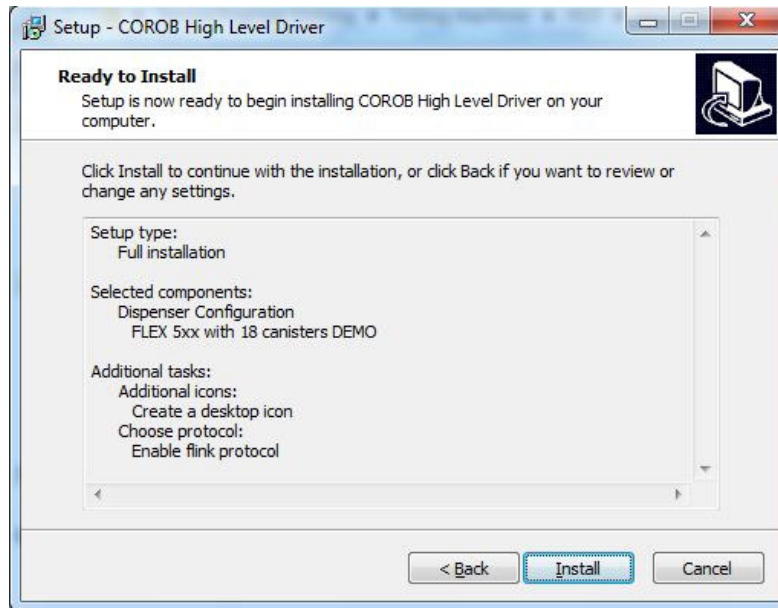 Setup - COROB High Level Driver
Ready to Install
Setup is now ready to begin installing COROB High Level Driver on your
computer.
Click Install to continue with the installation, or click Back if you want to review or
change any settings.
Setup type:
Full installation
Selected components:
Dispenser Configuration
FLEX 5xx with 18 canisters DEMO
Additional tasks:
Additional icons:
Create a desktop icon
Choose protocol:
Enable flink protocol
< Back
Install
Cancel